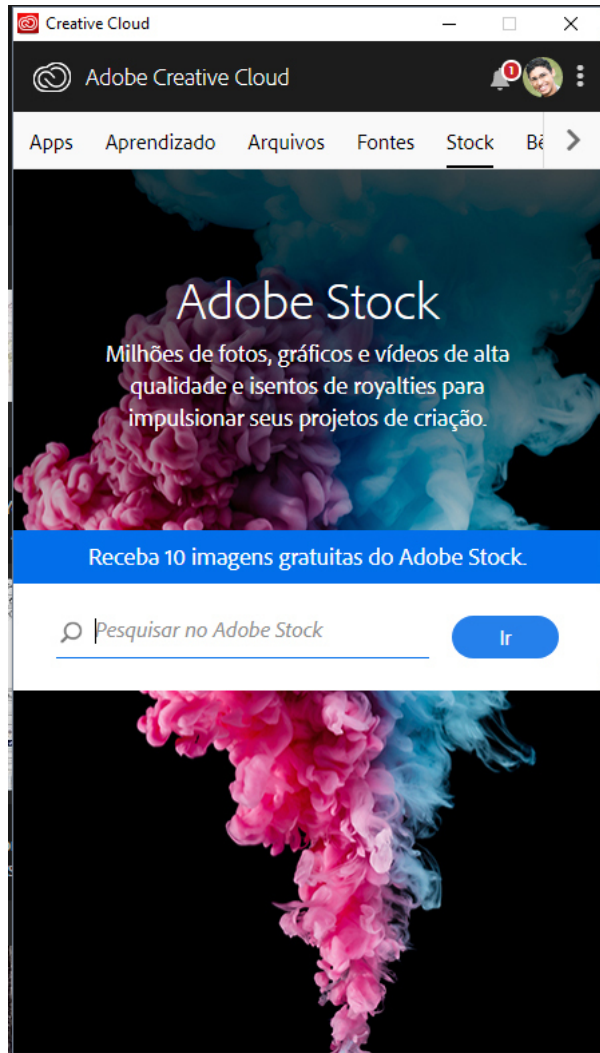 Creative Cloud
Adobe Creative Cloud
1
Apps Aprendizado Arquivos Fontes Stock
Adobe Stock
Milhões de fotos, gráficos e vídeos de alta
qualidade e isentos de royalties para
impulsionar seus projetos de criação.
Receba 10 imagens gratuitas do Adobe Stock.
Pesquisar no Adobe Stock
Ir